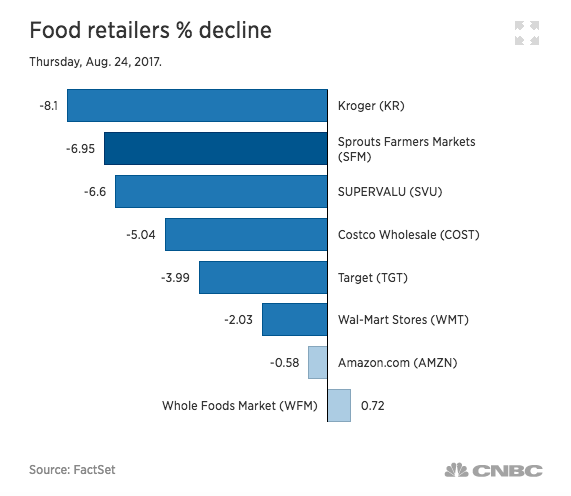 Food retailers % decline
Thursday, Aug. 24, 2017.
-8.1 Kroger (KR)
-6.95 Sprouts Farmers Markets
(SFM)
-6.6 SUPERVALU (SVU)
-5.04 Costco Wholesale (COST)
-3.99 Target (TGT)
-2.03 Wal-Mart Stores (WMT)
-0.58 Amazon.com (AMZN)
Whole Foods Market (WFM) 0.72
Source: FactSet
CNBC